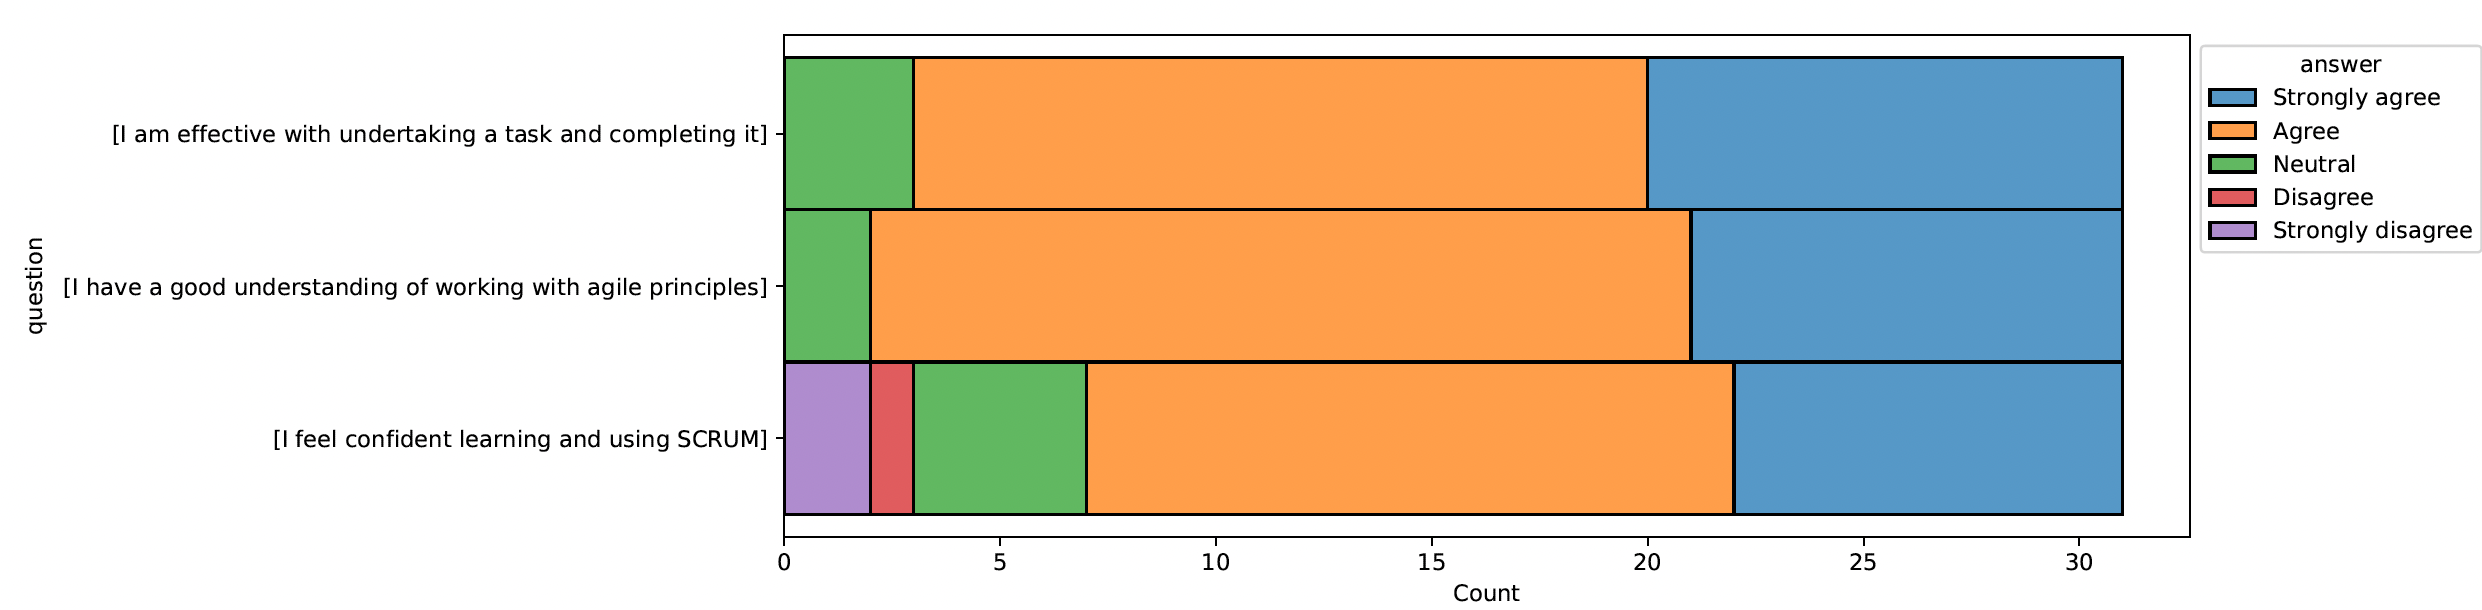 question
[I am effective with undertaking a task and completing it]
[I have a good understanding of working with agile principles]
[I feel confident learning and using SCRUM]
0 5 10 15 20 25 30
Count
answer
Strongly agree
Agree
Neutral
Disagree
Strongly disagree